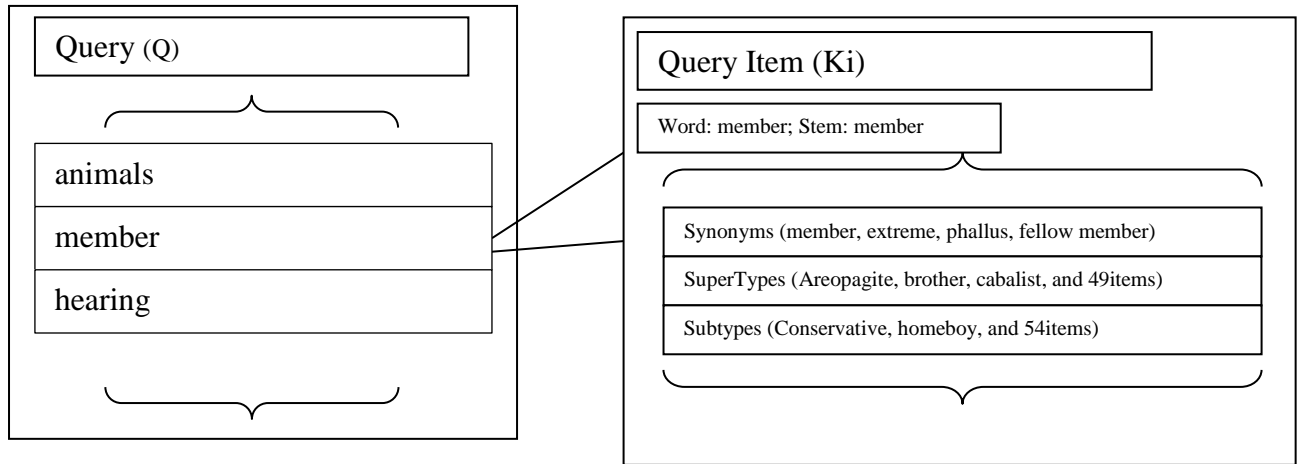 Query (Q)
animals
member
hearing
Query Item (Ki)
Word: member; Stem: member
Synonyms (member, extreme, phallus, fellow member)
SuperTypes (Areopagite, brother, cabalist, and 49items)
Subtypes (Conservative, homeboy, and 54items)